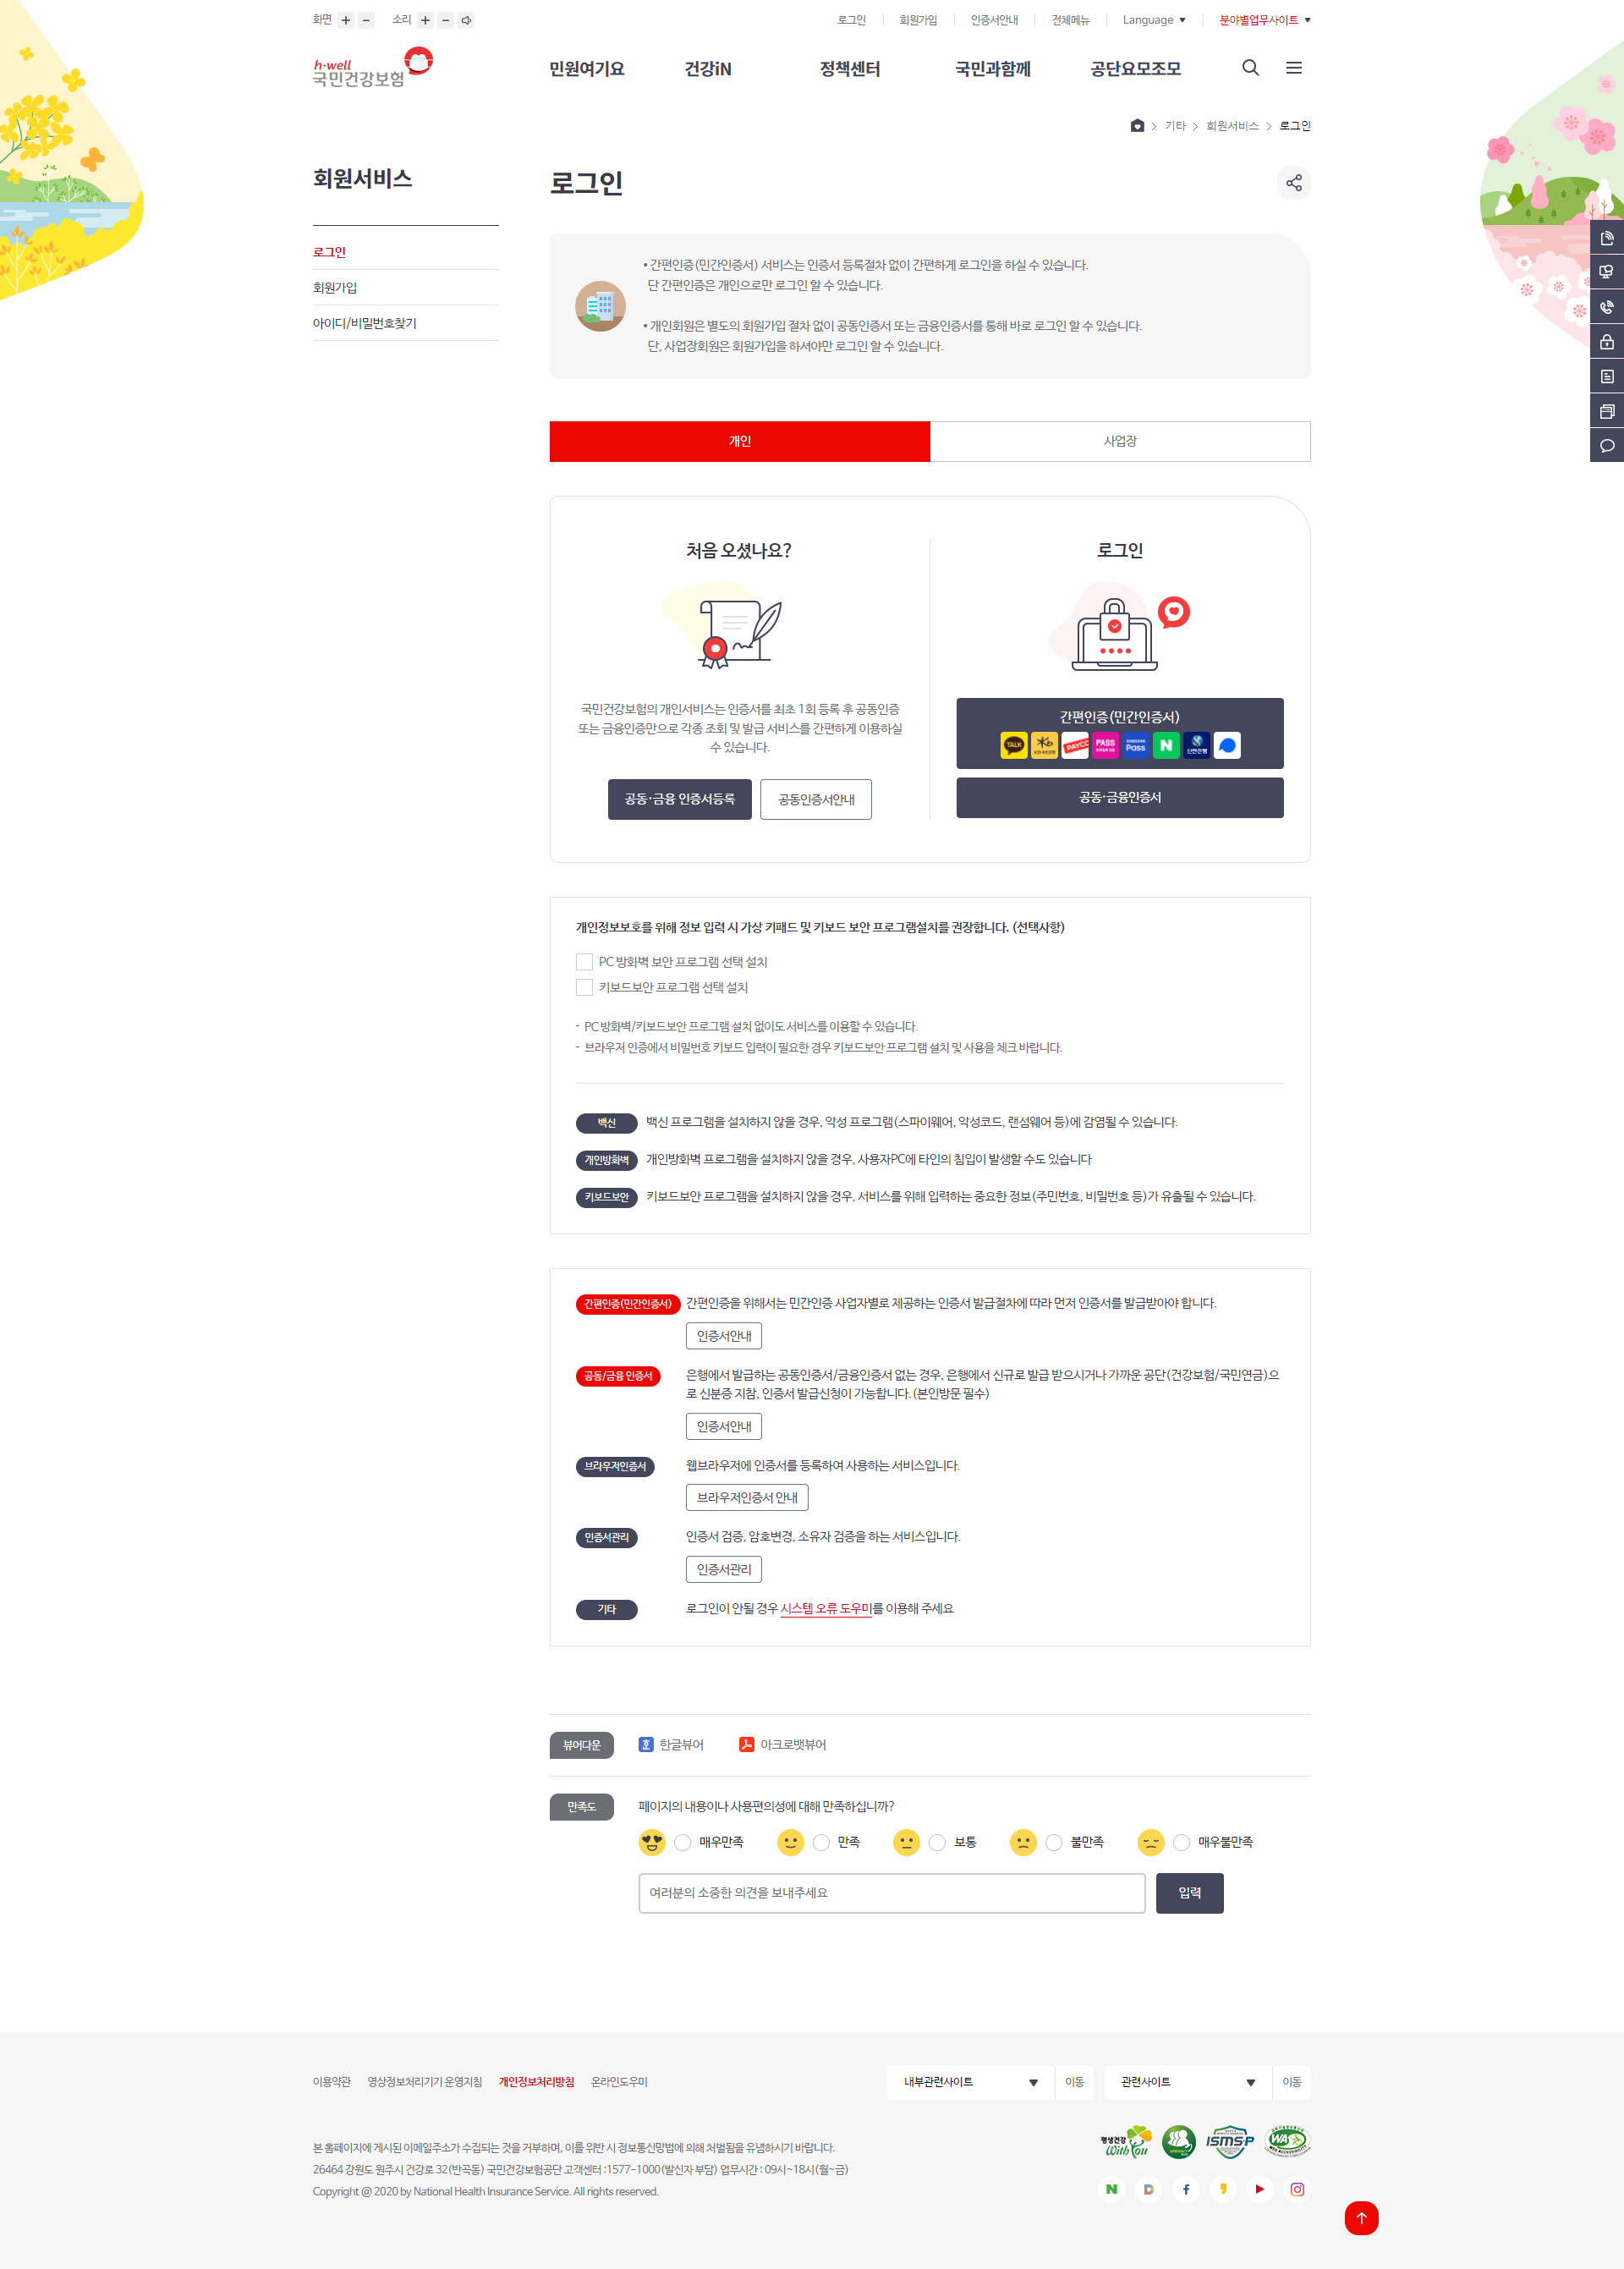 화면
소리
로그인
회원가입
인증서안내
전체메뉴
Language
분야별업무사이트
h·well
국민건강보험
민원여기요
건강iN
정책센터
국민과함께
공단요모조모
기타 > 회원서비스 > 로그인
회원서비스
로그인
회원가입
아이디/비밀번호찾기
로그인
• 간편인증(민간인증서) 서비스는 인증서 등록절차 없이 간편하게 로그인을 하실 수 있습니다.
단 간편인증은 개인으로만 로그인 할 수 있습니다.
• 개인회원은 별도의 회원가입 절차 없이 공동인증서 또는 금융인증서를 통해 바로 로그인 할 수 있습니다.
단, 사업장회원은 회원가입을 하셔야만 로그인 할 수 있습니다.
개인
사업장
처음 오셨나요?
국민건강보험의 개인서비스는 인증서를 최초 1회 등록 후 공동인증
또는 금융인증만으로 각종 조회 및 발급 서비스를 간편하게 이용하실
수 있습니다.
공동·금융 인증서등록
공동인증서안내
로그인
간편인증(민간인증서)
TALK
PAYCO
PASS
SAMSUNG Pass
N
신한은행
공동·금융인증서
개인정보보호를 위해 정보 입력 시 가상 키패드 및 키보드 보안 프로그램설치를 권장합니다. (선택사항)
PC 방화벽 보안 프로그램 선택 설치
키보드보안 프로그램 선택 설치
- PC 방화벽/키보드보안 프로그램 설치 없이도 서비스를 이용할 수 있습니다.
- 브라우저 인증에서 비밀번호 키보드 입력이 필요한 경우 키보드보안 프로그램 설치 및 사용을 체크 바랍니다.
백신 백신 프로그램을 설치하지 않을 경우, 악성 프로그램(스파이웨어, 악성코드, 랜섬웨어 등)에 감염될 수 있습니다.
개인방화벽 개인방화벽 프로그램을 설치하지 않을 경우, 사용자PC에 타인의 침입이 발생할 수도 있습니다
키보드보안 키보드보안 프로그램을 설치하지 않을 경우, 서비스를 위해 입력하는 중요한 정보(주민번호, 비밀번호 등)가 유출될 수 있습니다.
간편인증(민간인증서) 간편인증을 위해서는 민간인증 사업자별로 제공하는 인증서 발급절차에 따라 먼저 인증서를 발급받아야 합니다.
인증서안내
공동/금융 인증서 은행에서 발급하는 공동인증서/금융인증서 없는 경우, 은행에서 신규로 발급 받으시거나 가까운 공단(건강보험/국민연금)으
로 신분증 지참, 인증서 발급신청이 가능합니다.(본인방문 필수)
인증서안내
브라우저인증서 웹브라우저에 인증서를 등록하여 사용하는 서비스입니다.
브라우저인증서 안내
인증서관리 인증서 검증, 암호변경, 소유자 검증을 하는 서비스입니다.
인증서관리
기타 로그인이 안될 경우 시스템 오류 도우미를 이용해 주세요
뷰어다운 한글뷰어 아크로뱃뷰어
만족도 페이지의 내용이나 사용편의성에 대해 만족하십니까?
매우만족 만족 보통 불만족 매우불만족
여러분의 소중한 의견을 보내주세요
입력
이용약관 영상정보처리기기 운영지침 개인정보처리방침 온라인도우미
내부관련사이트 이동 관련사이트 이동
본 홈페이지에 게시된 이메일주소가 수집되는 것을 거부하며, 이를 위반 시 정보통신망법에 의해 처벌됨을 유념하시기 바랍니다.
26464 강원도 원주시 건강로 32(반곡동) 국민건강보험공단 고객센터 :1577-1000(발신자 부담) 업무시간 : 09시~18시(월~금)
Copyright @ 2020 by National Health Insurance Service. All rights reserved.
평생건강
With You
ISMS-P
WA
WEB ACCESSIBILITY